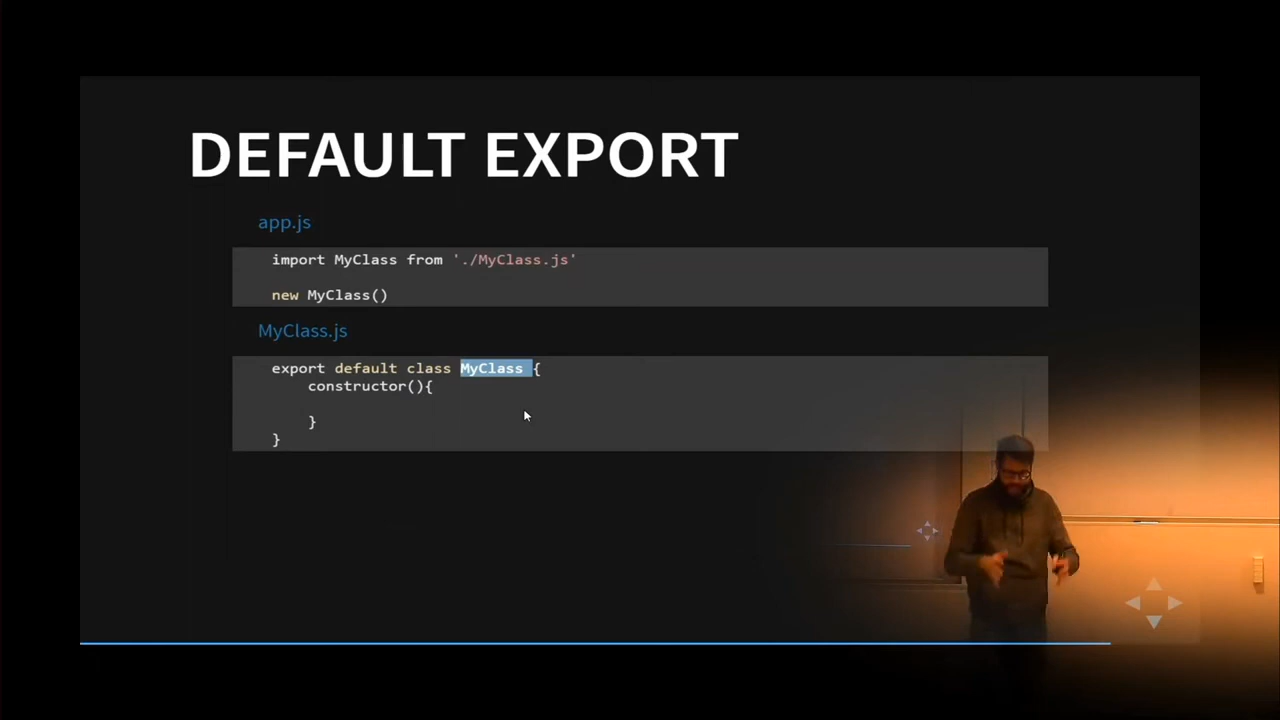 DEFAULT EXPORT
app.js
import MyClass from './MyClass.js'
new MyClass()
MyClass.js
export default class MyClass {
constructor(){
}
}